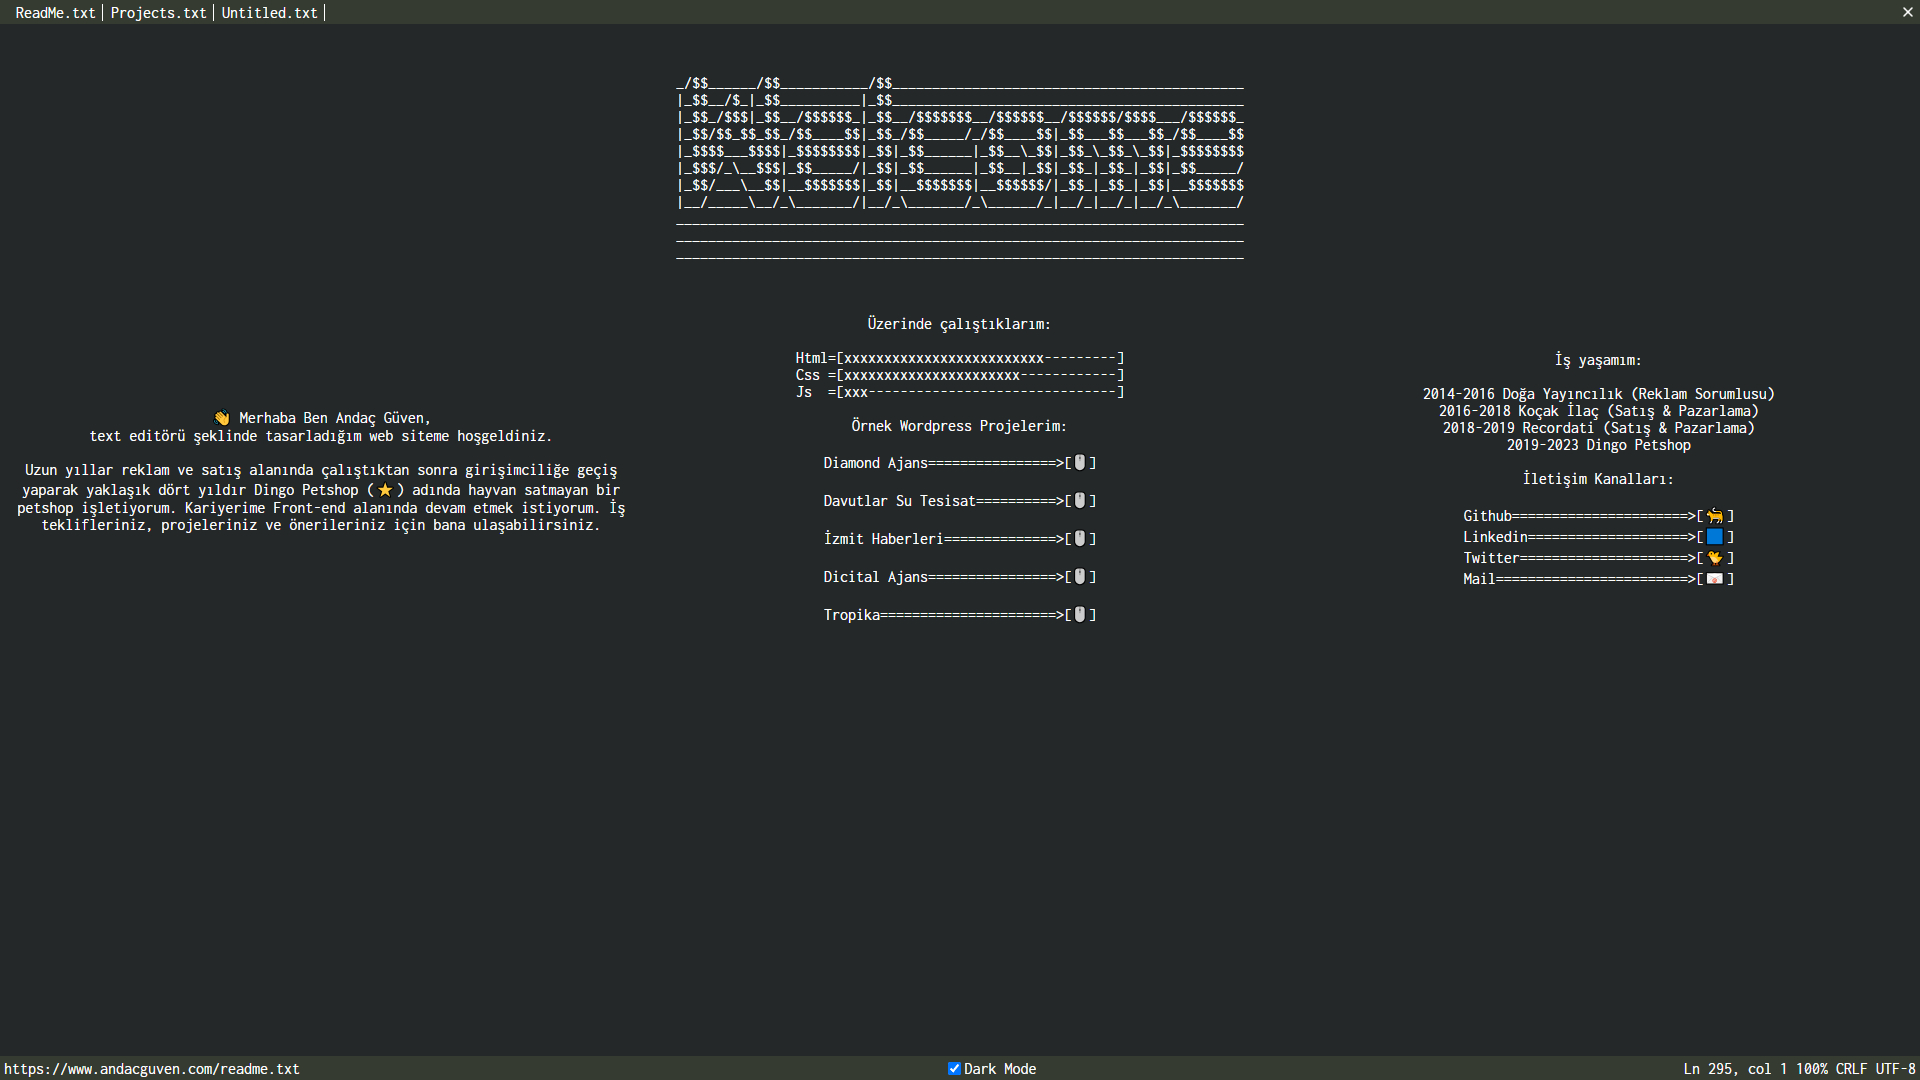 ReadMe.txt Projects.txt Untitled.txt ✕
_/$$______/$$___________/$$____________________________________________
|_$$__/$_|_$$__________|_$$____________________________________________
|_$$_/$$$|_$$__/$$$$$$_|_$$__/$$$$$$$__/$$$$$$__/$$$$$$/$$$$___/$$$$$$_
|_$$/$$_$$_$$_/$$____$$|_$$_/$$_____/_/$$____$$|_$$___$$___$$_/$$____$$
|_$$$$___$$$$|_$$$$$$$$|_$$|_$$______|_$$__\_$$|_$$_\_$$_\_$$|_$$$$$$$$
|_$$$/_\__$$$|_$$_____/|_$$|_$$______|_$$__|_$$|_$$_|_$$_|_$$|_$$_____/
|_$$/___\__$$|__$$$$$$$|_$$|__$$$$$$$|__$$$$$$/|_$$_|_$$_|_$$|__$$$$$$$
|__/_____\__/_\_______/|__/_\_______/_\______/_|__/_|__/_|__/_\_______/
_______________________________________________________________________
_______________________________________________________________________
_______________________________________________________________________
👋 Merhaba Ben Andaç Güven,
text editörü şeklinde tasarladığım web siteme hoşgeldiniz.
Uzun yıllar reklam ve satış alanında çalıştıktan sonra girişimciliğe geçiş
yaparak yaklaşık dört yıldır Dingo Petshop (⭐) adında hayvan satmayan bir
petshop işletiyorum. Kariyerime Front-end alanında devam etmek istiyorum. İş
teklifleriniz, projeleriniz ve önerileriniz için bana ulaşabilirsiniz.
Üzerinde çalıştıklarım:
Html=[xxxxxxxxxxxxxxxxxxxxxxxxx---------]
Css =[xxxxxxxxxxxxxxxxxxxxxx------------]
Js  =[xxx-------------------------------]
Örnek Wordpress Projelerim:
Diamond Ajans================>[🖱️]
Davutlar Su Tesisat==========>[🖱️]
İzmit Haberleri==============>[🖱️]
Dicital Ajans================>[🖱️]
Tropika======================>[🖱️]
İş yaşamım:
2014-2016 Doğa Yayıncılık (Reklam Sorumlusu)
2016-2018 Koçak İlaç (Satış & Pazarlama)
2018-2019 Recordati (Satış & Pazarlama)
2019-2023 Dingo Petshop
İletişim Kanalları:
Github======================>[🐈]
Linkedin====================>[🟦]
Twitter=====================>[🐤]
Mail========================>[💌]
https://www.andacguven.com/readme.txt
Dark Mode
Ln 295, col 1 100% CRLF UTF-8